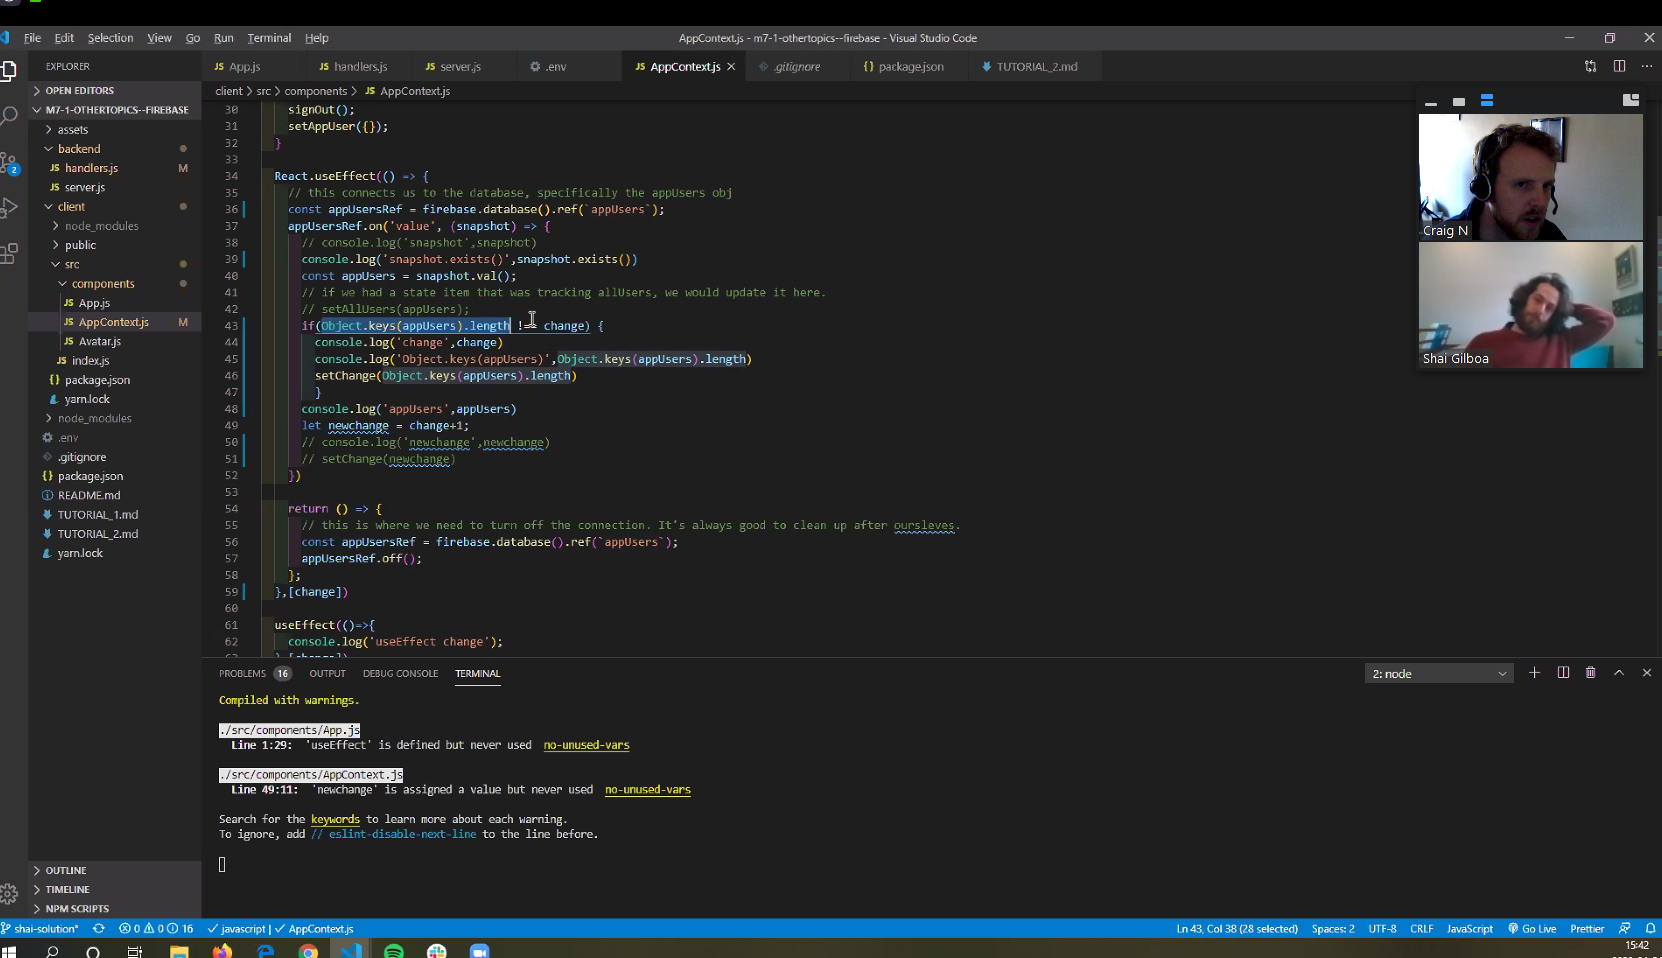 File Edit Selection View Go Run Terminal Help
AppContext.js - m7-1-othertopics--firebase - Visual Studio Code
EXPLORER
OPEN EDITORS
M7-1-OTHERTOPICS--FIREBASE
assets
backend
JS handlers.js M
JS server.js
client
node_modules
public
src
components
JS App.js
JS AppContext.js M
JS Avatar.js
JS index.js
package.json
yarn.lock
node_modules
.env
.gitignore
package.json
README.md
TUTORIAL_1.md
TUTORIAL_2.md
yarn.lock
OUTLINE
TIMELINE
NPM SCRIPTS
2
JS App.js JS handlers.js JS server.js .env JS AppContext.js .gitignore {} package.json TUTORIAL_2.md
client > src > components > JS AppContext.js
30 signOut();
31 setAppUser({});
32 }
33
34 React.useEffect(() => {
35 // this connects us to the database, specifically the appUsers obj
36 const appUsersRef = firebase.database().ref(`appUsers`);
37 appUsersRef.on('value', (snapshot) => {
38 // console.log('snapshot',snapshot)
39 console.log('snapshot.exists()',snapshot.exists())
40 const appUsers = snapshot.val();
41 // if we had a state item that was tracking allUsers, we would update it here.
42 // setAllUsers(appUsers);
43 if(Object.keys(appUsers).length != change) {
44 console.log('change',change)
45 console.log('Object.keys(appUsers)',Object.keys(appUsers).length)
46 setChange(Object.keys(appUsers).length)
47 }
48 console.log('appUsers',appUsers)
49 let newchange = change+1;
50 // console.log('newchange',newchange)
51 // setChange(newchange)
52 })
53
54 return () => {
55 // this is where we need to turn off the connection. It's always good to clean up after oursleves.
56 const appUsersRef = firebase.database().ref(`appUsers`);
57 appUsersRef.off();
58 };
59 },[change])
60
61 useEffect(()=>{
62 console.log('useEffect change');
},[change])
Craig N
Shai Gilboa
PROBLEMS 16 OUTPUT DEBUG CONSOLE TERMINAL 2: node
Compiled with warnings.
./src/components/App.js
Line 1:29: 'useEffect' is defined but never used no-unused-vars
./src/components/AppContext.js
Line 49:11: 'newchange' is assigned a value but never used no-unused-vars
Search for the keywords to learn more about each warning.
To ignore, add // eslint-disable-next-line to the line before.
shai-solution* 0 0 16 javascript | AppContext.js Ln 43, Col 38 (28 selected) Spaces: 2 UTF-8 CRLF JavaScript Go Live Prettier
15:42